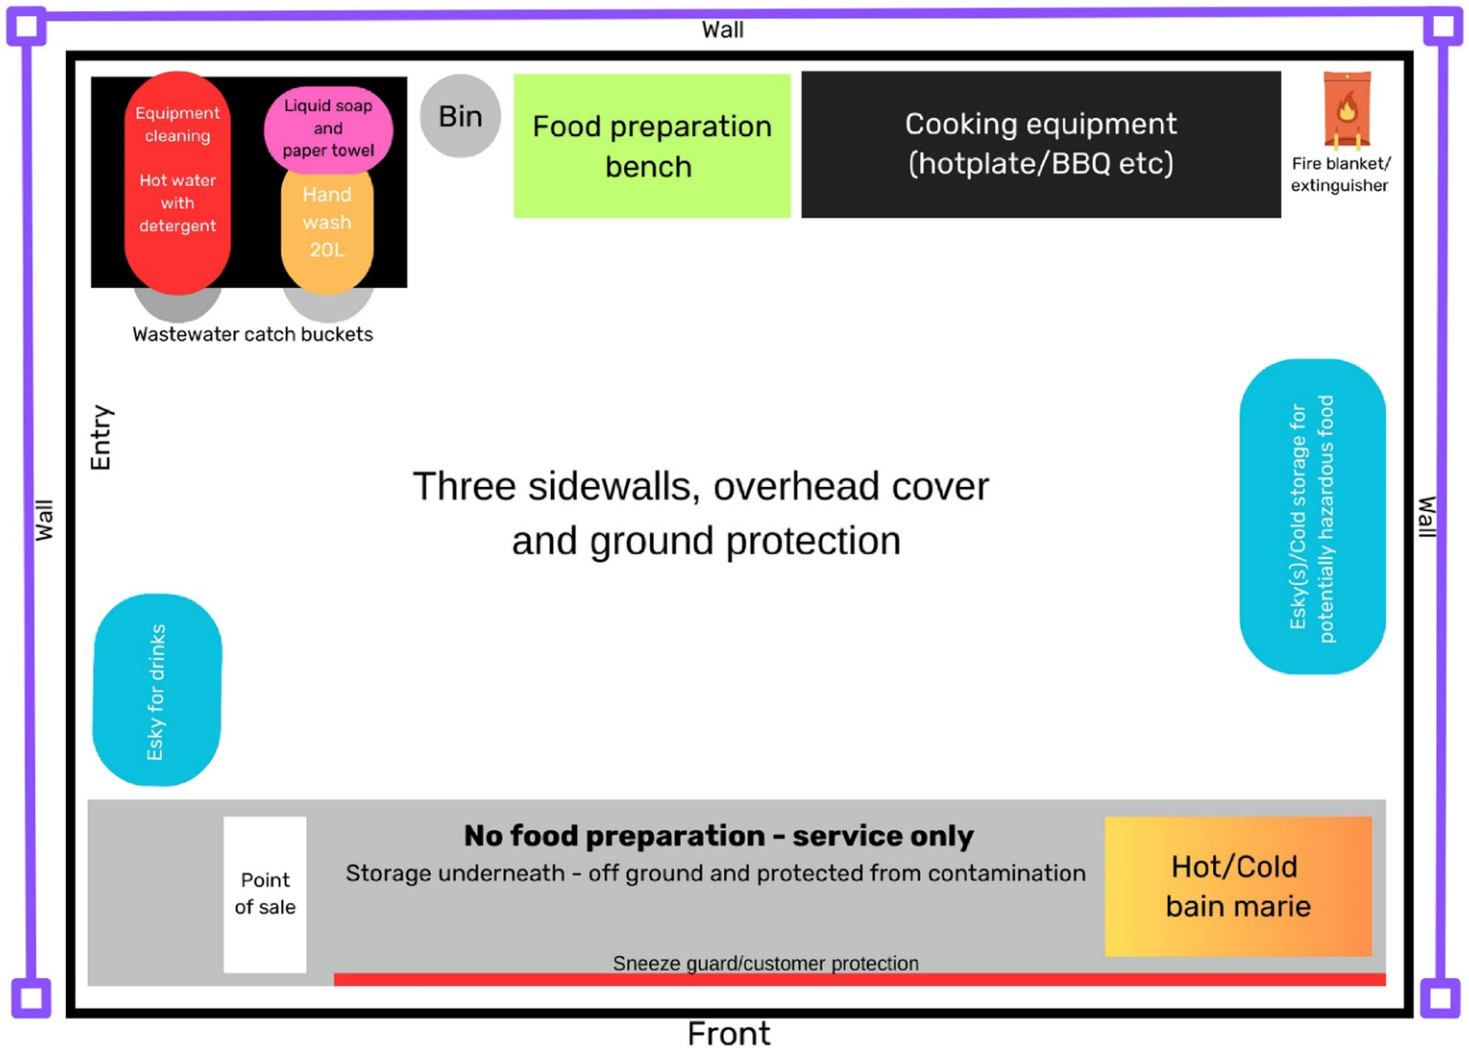 Wall
Equipment
cleaning
Hot water
with
detergent
Liquid soap
and
paper towel
Hand
wash
20L
Wastewater catch buckets
Bin
Food preparation
bench
Cooking equipment
(hotplate/BBQ etc)
Fire blanket/
extinguisher
Entry
Wall
Three sidewalls, overhead cover
and ground protection
Esky(s)/Cold storage for
potentially hazardous food
Wall
Esky for drinks
No food preparation - service only
Storage underneath - off ground and protected from contamination
Point
of sale
Hot/Cold
bain marie
Sneeze guard/customer protection
Front